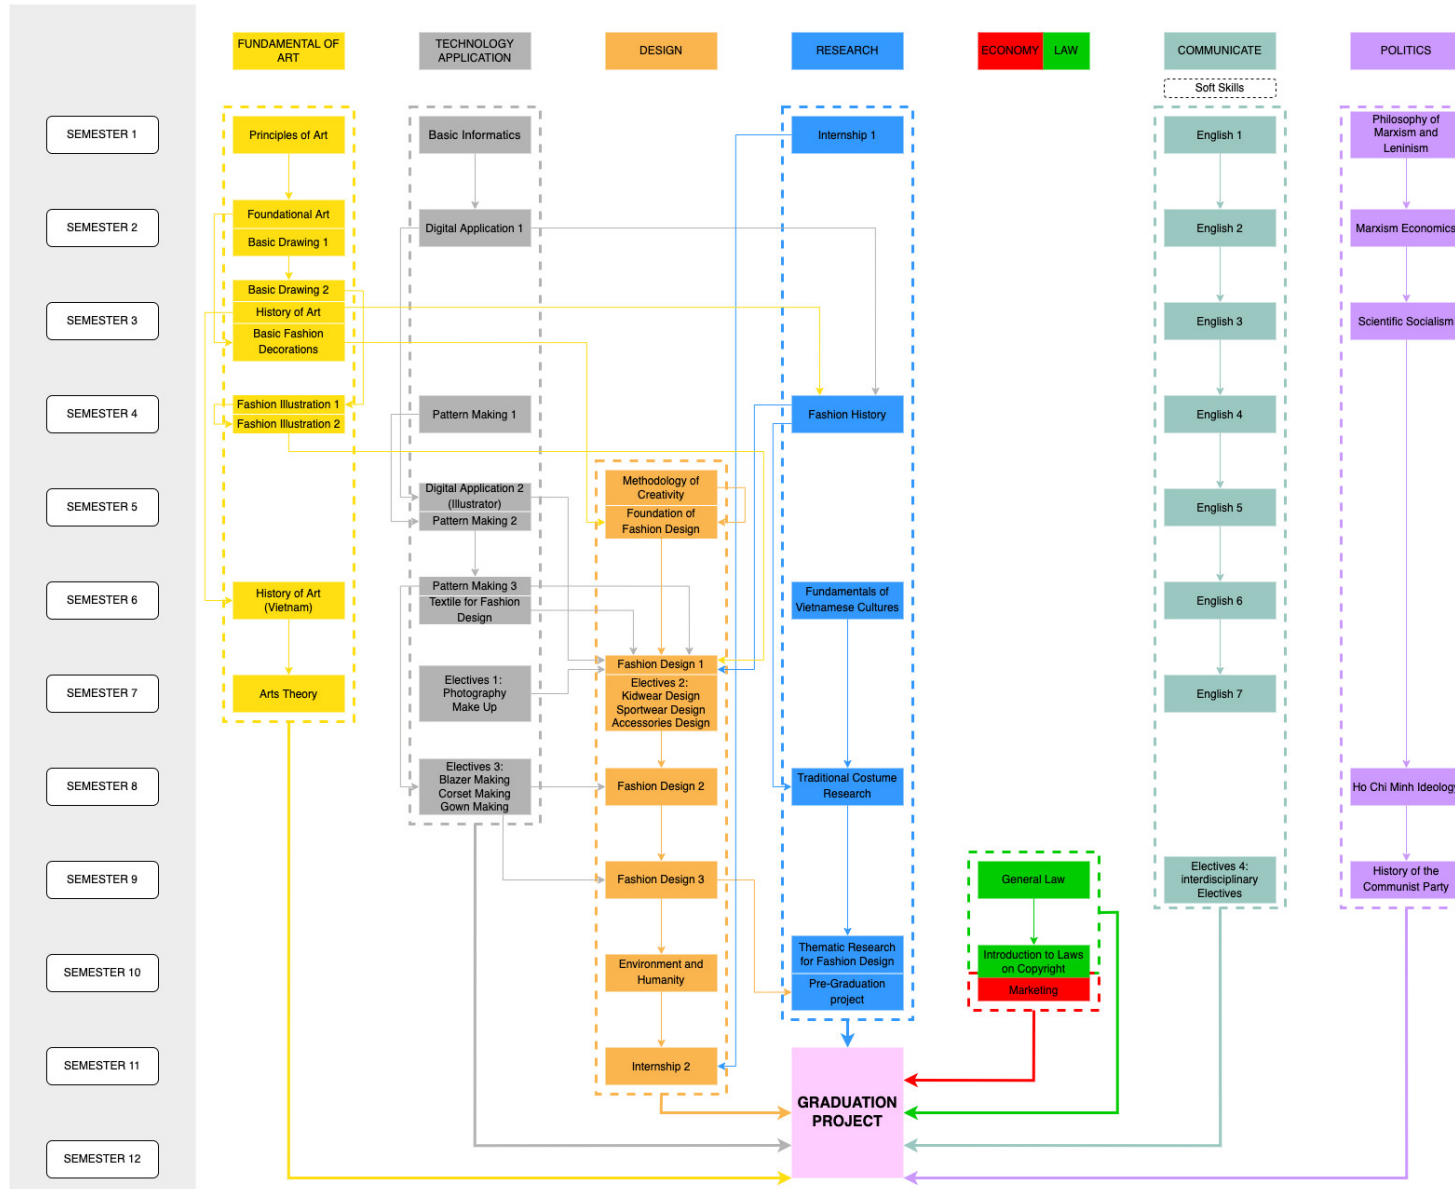 FUNDAMENTAL OF
ART
TECHNOLOGY
APPLICATION
DESIGN
RESEARCH
ECONOMY
LAW
COMMUNICATE
POLITICS
Soft Skills
SEMESTER 1
Principles of Art
Basic Informatics
Internship 1
English 1
Philosophy of
Marxism and
Leninism
SEMESTER 2
Foundational Art
Basic Drawing 1
Digital Application 1
English 2
Marxism Economics
SEMESTER 3
Basic Drawing 2
History of Art
Basic Fashion
Decorations
English 3
Scientific Socialism
SEMESTER 4
Fashion Illustration 1
Fashion Illustration 2
Pattern Making 1
Fashion History
English 4
SEMESTER 5
Digital Application 2
(Illustrator)
Pattern Making 2
Methodology of
Creativity
Foundation of
Fashion Design
English 5
SEMESTER 6
History of Art
(Vietnam)
Pattern Making 3
Textile for Fashion
Design
Fundamentals of
Vietnamese Cultures
English 6
SEMESTER 7
Arts Theory
Electives 1:
Photography
Make Up
Fashion Design 1
Electives 2:
Kidwear Design
Sportwear Design
Accessories Design
English 7
SEMESTER 8
Electives 3:
Blazer Making
Corset Making
Gown Making
Fashion Design 2
Traditional Costume
Research
Ho Chi Minh Ideology
SEMESTER 9
Fashion Design 3
General Law
Electives 4:
interdisciplinary
Electives
History of the
Communist Party
SEMESTER 10
Environment and
Humanity
Thematic Research
for Fashion Design
Pre-Graduation
project
Introduction to Laws
on Copyright
Marketing
SEMESTER 11
Internship 2
GRADUATION
PROJECT
SEMESTER 12